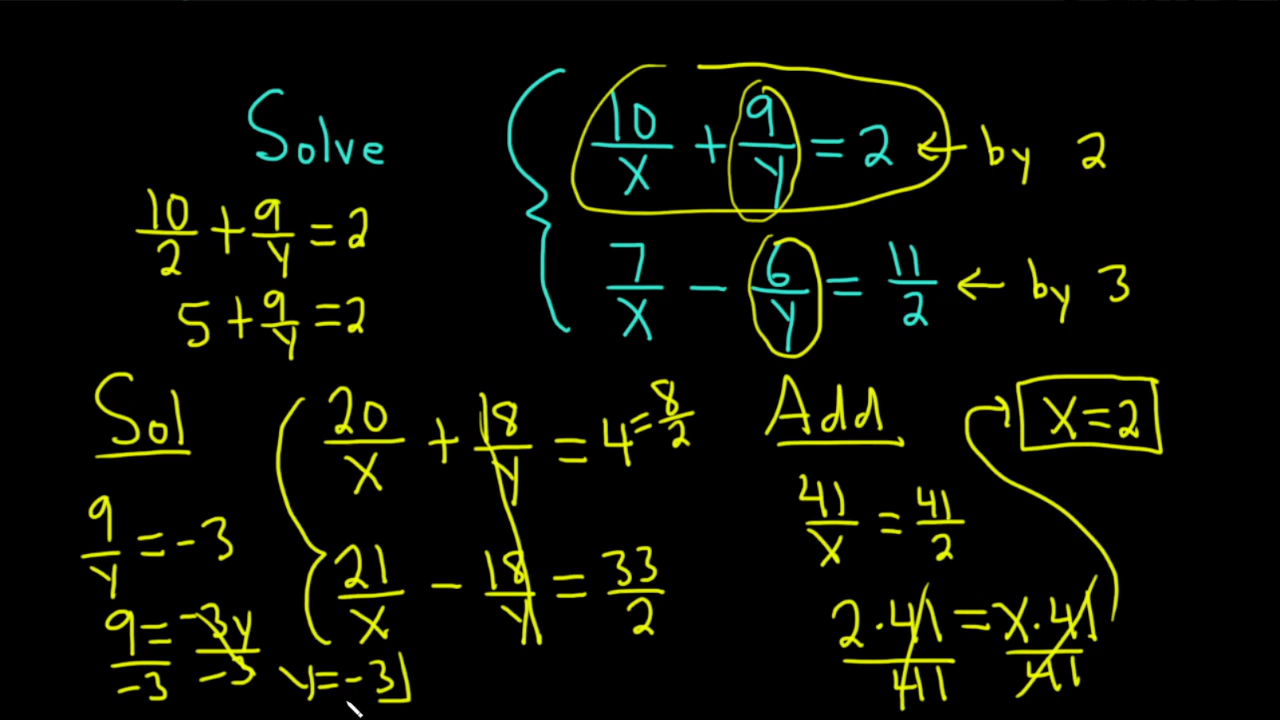 Solve
10/x + 9/y = 2 ← by 2
7/x - 6/y = 11/2 ← by 3
10/2 + 9/y = 2
5 + 9/y = 2
Sol
20/x + 18/y = 4 = 8/2
21/x - 18/y = 33/2
Add
41/x = 41/2
2·41/41 = x·41/41
x=2
9/y = -3
9/-3 = -3y/-3
y=-3